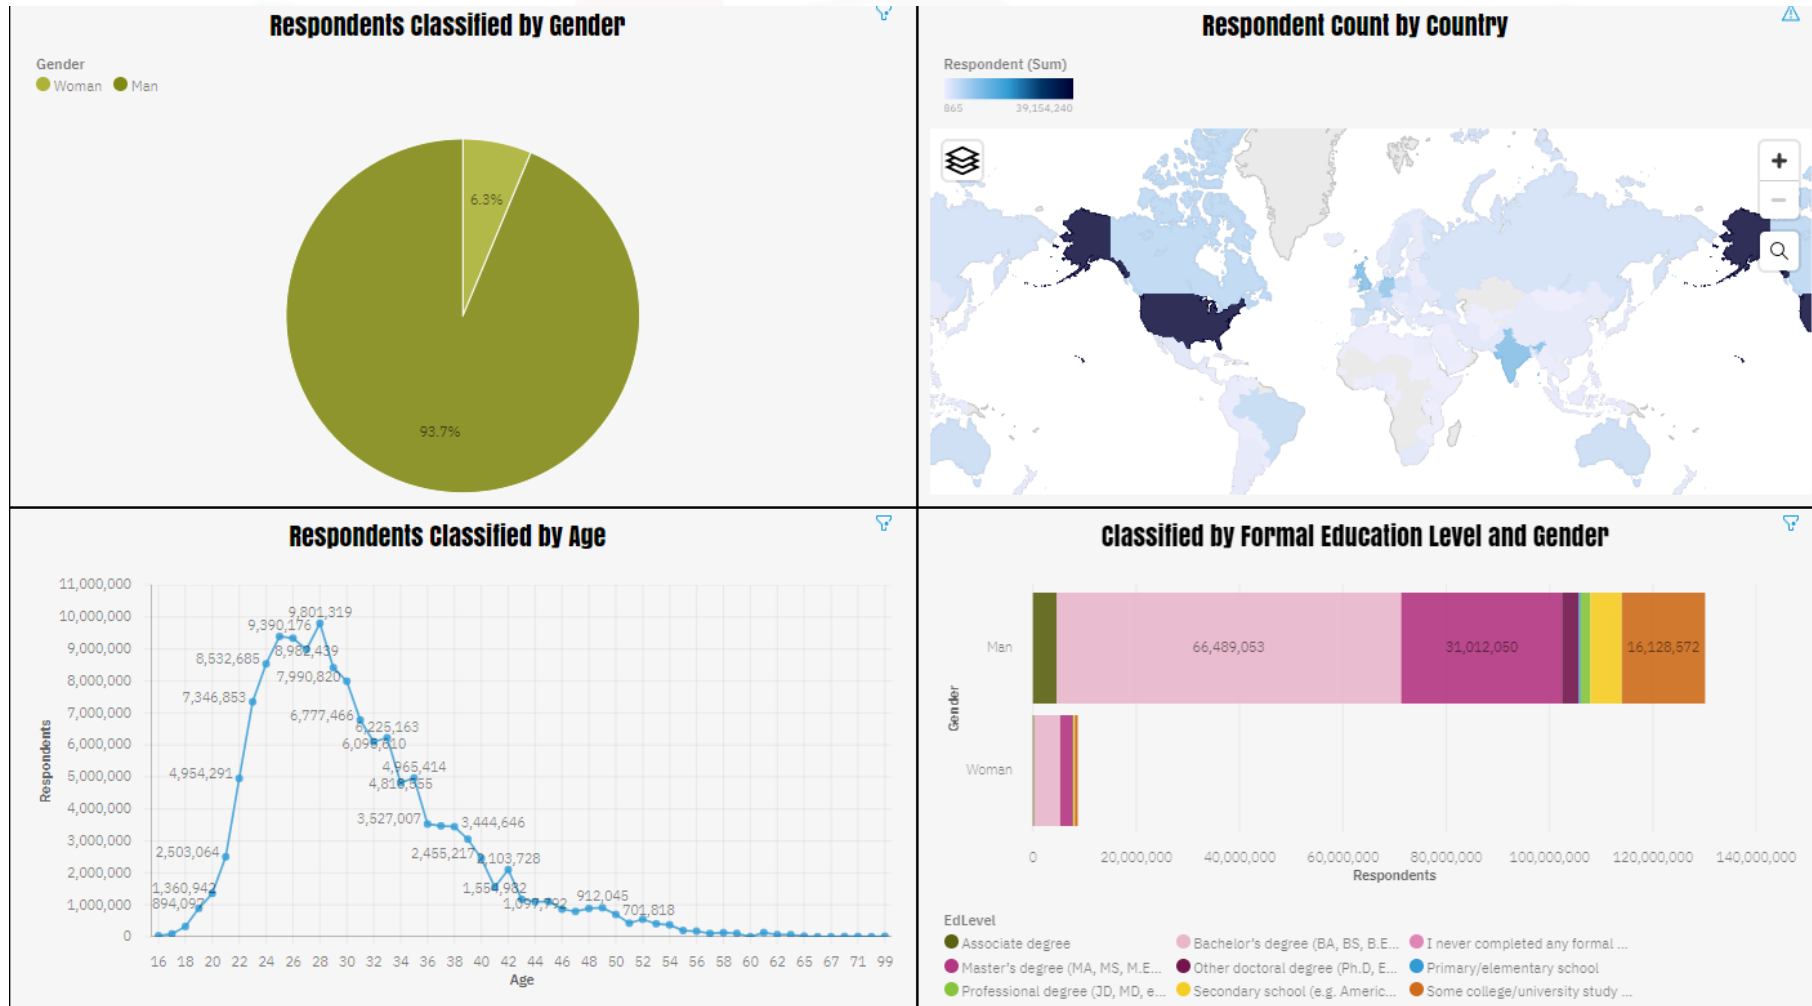 Respondents Classified by Gender
Gender
Woman Man
6.3%
93.7%
Respondent Count by Country
Respondent (Sum)
865 39,154,240
Respondents Classified by Age
Respondents
11,000,000
10,000,000
9,000,000
8,000,000
7,000,000
6,000,000
5,000,000
4,000,000
3,000,000
2,000,000
1,000,000
0
9,801,319
9,390,176
8,982,439
8,532,685
7,990,820
7,346,853
6,777,466
6,225,163
4,965,414
4,954,291
3,527,007
3,444,646
2,503,064
2,455,217
2,103,728
1,360,942
1,554,982
912,045
701,818
16 18 20 22 24 26 28 30 32 34 36 38 40 42 44 46 48 50 52 54 56 58 60 62 65 67 71 99
Age
Classified by Formal Education Level and Gender
Gender
Man
66,489,053 31,012,050 16,128,572
Woman
0 20,000,000 40,000,000 60,000,000 80,000,000 100,000,000 120,000,000 140,000,000
Respondents
EdLevel
Associate degree Bachelor's degree (BA, BS, B.E... I never completed any formal ...
Master's degree (MA, MS, M.E... Other doctoral degree (Ph.D, E... Primary/elementary school
Professional degree (JD, MD, e... Secondary school (e.g. Americ... Some college/university study ...